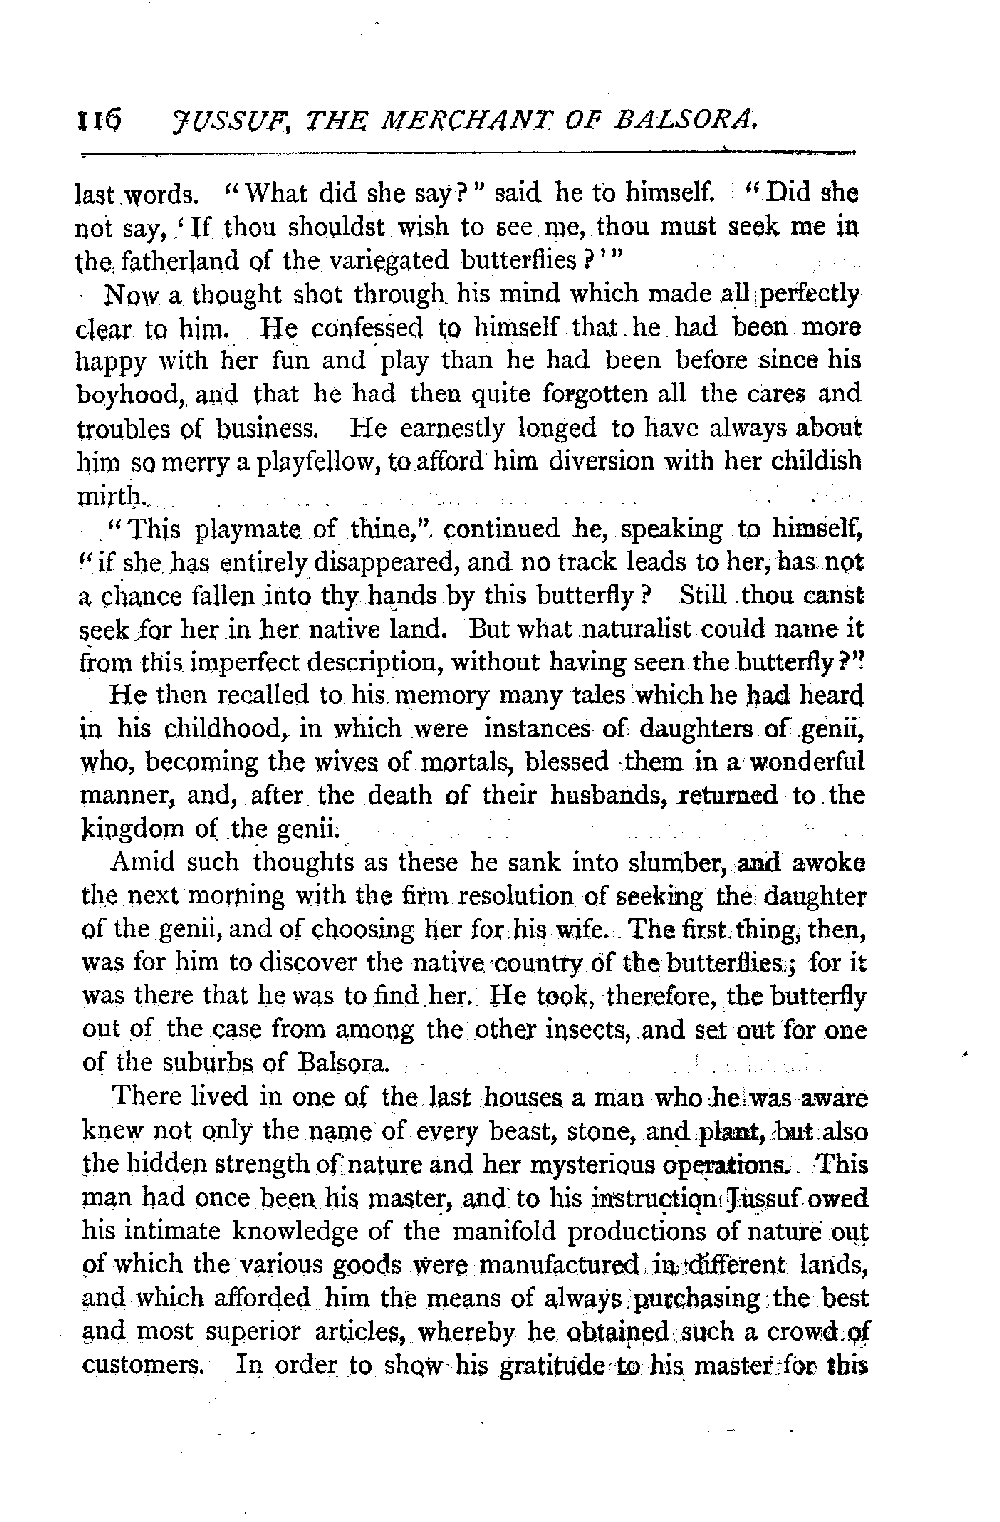 116 JUSSUF, THE MERCHANT OF BALSORA.
last words. "What did she say?" said he to himself. "Did she
not say, 'If thou shouldst wish to see me, thou must seek me in
the fatherland of the variegated butterflies?'"
Now a thought shot through his mind which made all perfectly
clear to him. He confessed to himself that he had been more
happy with her fun and play than he had been before since his
boyhood, and that he had then quite forgotten all the cares and
troubles of business. He earnestly longed to have always about
him so merry a playfellow, to afford him diversion with her childish
mirth.
"This playmate of thine," continued he, speaking to himself,
"if she has entirely disappeared, and no track leads to her, has not
a chance fallen into thy hands by this butterfly? Still thou canst
seek for her in her native land. But what naturalist could name it
from this imperfect description, without having seen the butterfly?"
He then recalled to his memory many tales which he had heard
in his childhood, in which were instances of daughters of genii,
who, becoming the wives of mortals, blessed them in a wonderful
manner, and, after the death of their husbands, returned to the
kingdom of the genii.
Amid such thoughts as these he sank into slumber, and awoke
the next morning with the firm resolution of seeking the daughter
of the genii, and of choosing her for his wife. The first thing, then,
was for him to discover the native country of the butterflies; for it
was there that he was to find her. He took, therefore, the butterfly
out of the case from among the other insects, and set out for one
of the suburbs of Balsora.
There lived in one of the last houses a man who he was aware
knew not only the name of every beast, stone, and plant, but also
the hidden strength of nature and her mysterious operations. This
man had once been his master, and to his instruction Jussuf owed
his intimate knowledge of the manifold productions of nature out
of which the various goods were manufactured in different lands,
and which afforded him the means of always purchasing the best
and most superior articles, whereby he obtained such a crowd of
customers. In order to show his gratitude to his master for this